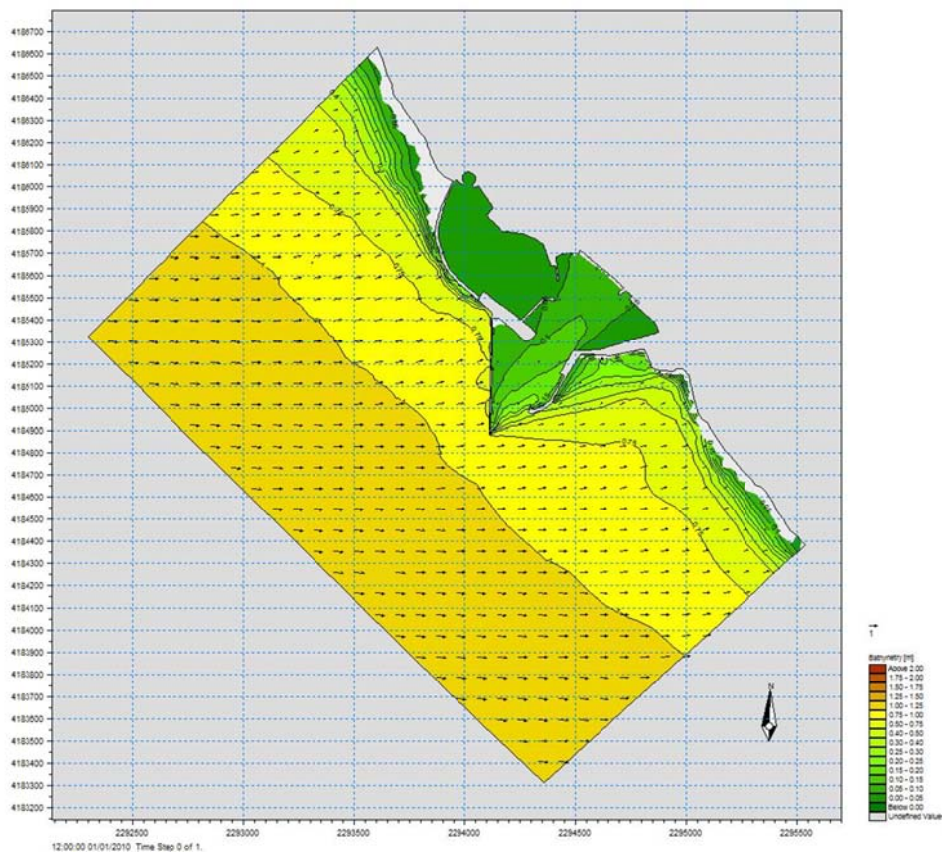 4186700
4186600
4186500
4186400
4186300
4186200
4186100
4186000
4185900
4185800
4185700
4185600
4185500
4185400
4185300
4185200
4185100
4185000
4184900
4184800
4184700
4184600
4184500
4184400
4184300
4184200
4184100
4184000
4183900
4183800
4183700
4183600
4183500
4183400
4183300
4183200
2292500 2293000 2293500 2294000 2294500 2295000 2295500
12:00:00 01/01/2010 Time Step 0 of 1.
1
Bathymetry [m]
Above 2.00
1.75 - 2.00
1.50 - 1.75
1.25 - 1.50
1.00 - 1.25
0.75 - 1.00
0.50 - 0.75
0.40 - 0.50
0.30 - 0.40
0.25 - 0.30
0.20 - 0.25
0.15 - 0.20
0.10 - 0.15
0.05 - 0.10
0.00 - 0.05
Below 0.00
Undefined Value
N